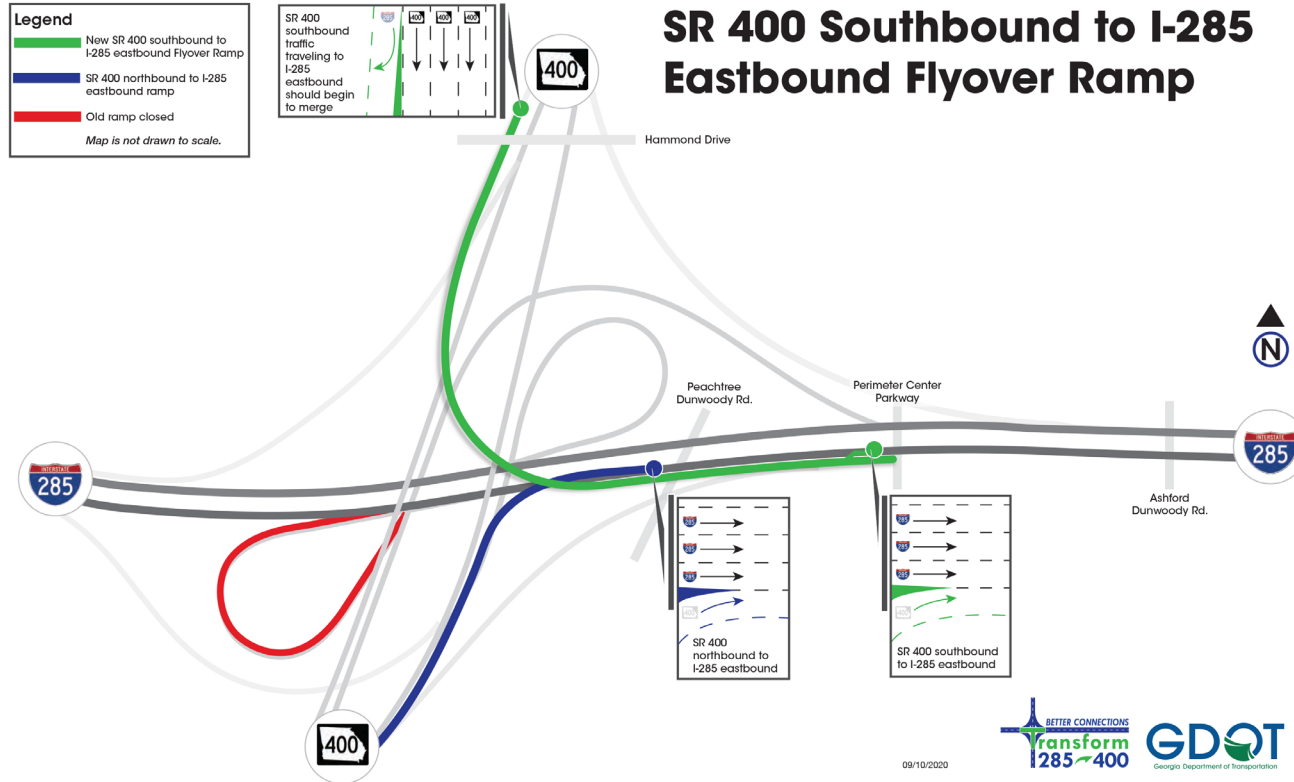 Legend
New SR 400 southbound to
I-285 eastbound Flyover Ramp
SR 400 northbound to I-285
eastbound ramp
Old ramp closed
Map is not drawn to scale.
SR 400
southbound
traffic
traveling to
I-285
eastbound
should begin
to merge
285
400
400
400
400
SR 400 Southbound to I-285
Eastbound Flyover Ramp
Hammond Drive
N
Peachtree
Dunwoody Rd.
Perimeter Center
Parkway
INTERSTATE
285
INTERSTATE
285
Ashford
Dunwoody Rd.
285
285
285
400
SR 400
northbound to
I-285 eastbound
285
285
285
400
SR 400 southbound
to I-285 eastbound
400
09/10/2020
BETTER CONNECTIONS
Transform
285 400
GDOT
Georgia Department of Transportation